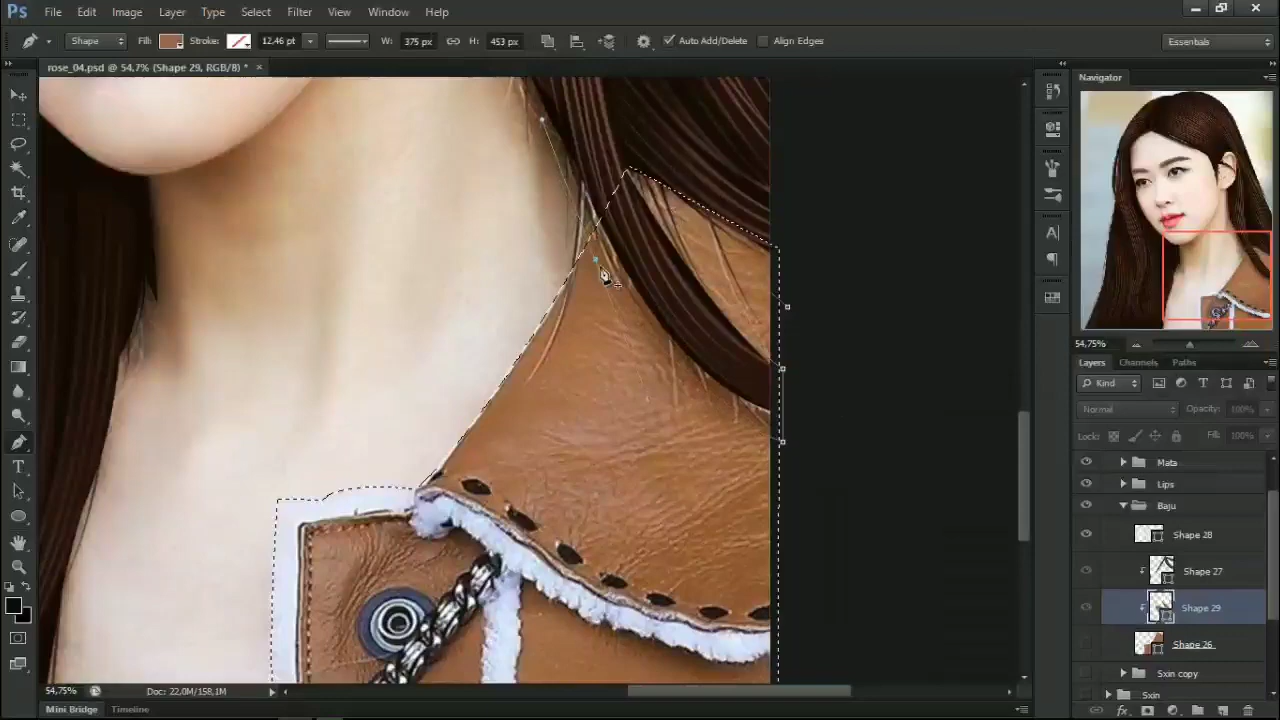 Ps File Edit Image Layer Type Select Filter View Window Help
Shape Fill: Stroke: 12,46 pt W: 375 px H: 453 px Auto Add/Delete Align Edges Essentials
rose_04.psd @ 54,7% (Shape 29, RGB/8) * ×
Navigator
54,75%
Layers Channels Paths
Kind
Normal Opacity: 100%
Lock: Fill: 100%
Mata
Lips
Baju
Shape 28
Shape 27
Shape 29
Shape 26
Sxin copy
Sxin
54,75% Doc: 22,0M/158,1M
Mini Bridge Timeline